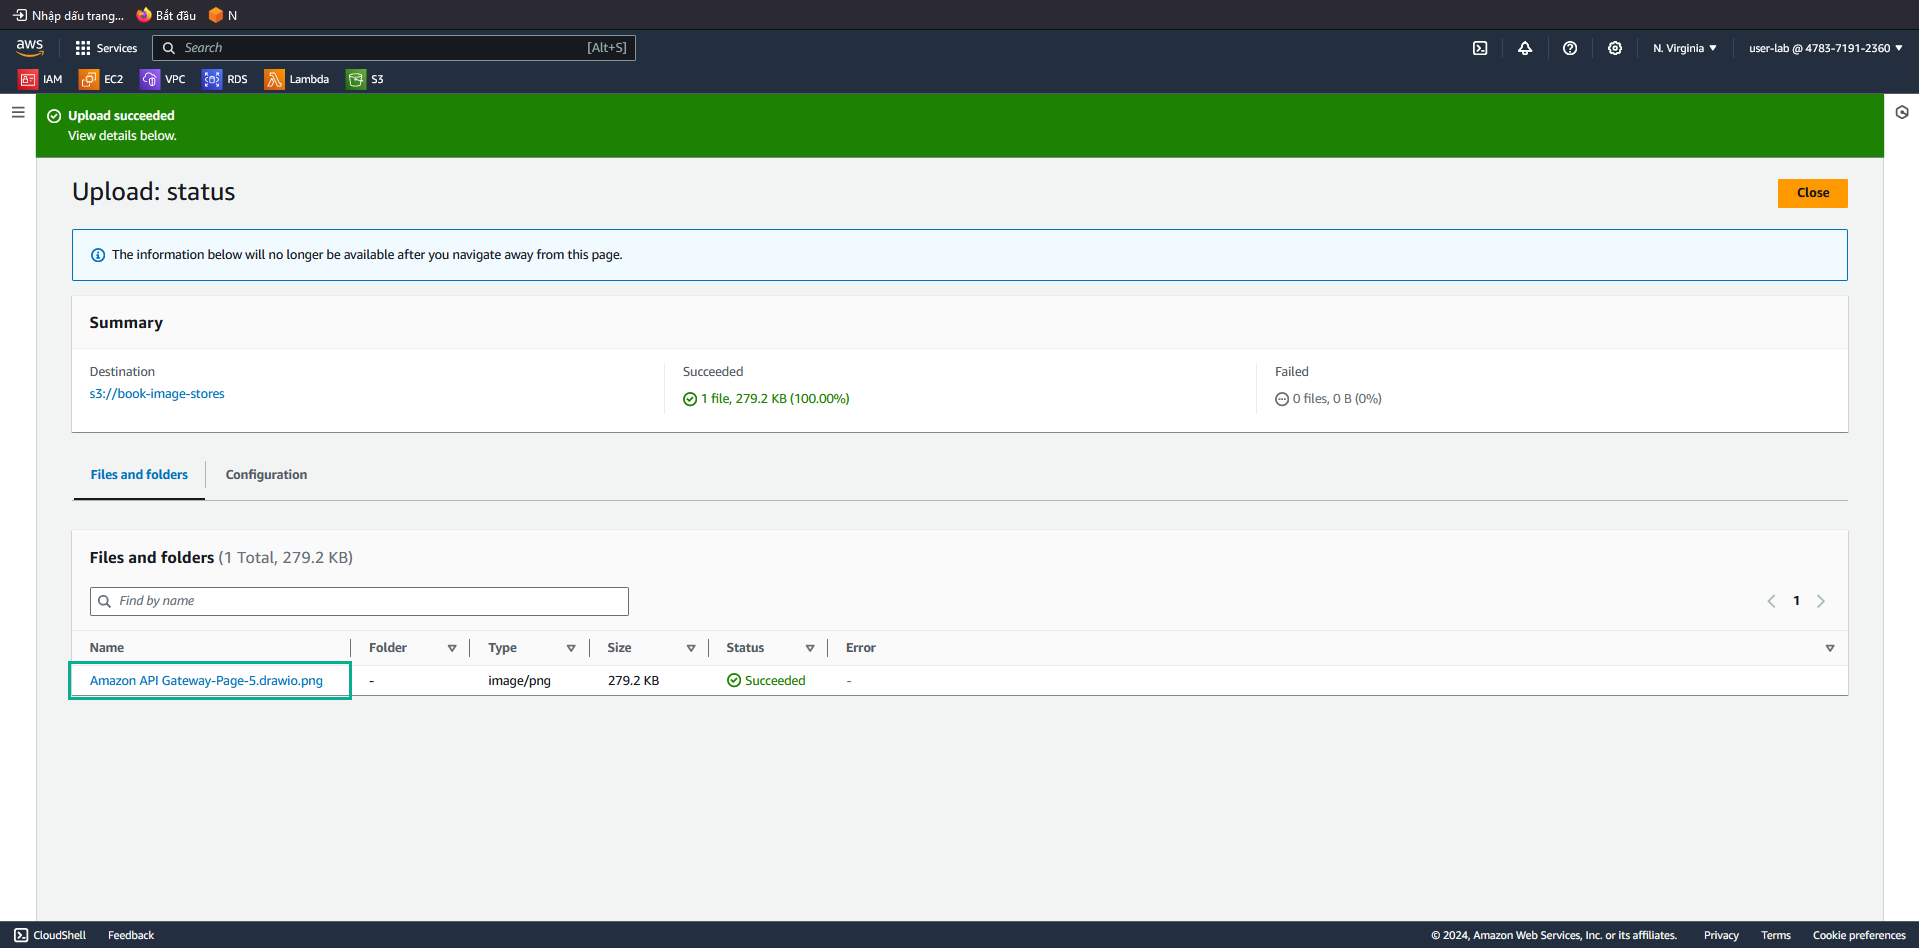 Nhập dấu trang... Bắt đầu N
aws Services Search [Alt+S] N. Virginia user-lab @ 4783-7191-2360
IAM EC2 VPC RDS Lambda S3
Upload succeeded
View details below.
Upload: status
Close
The information below will no longer be available after you navigate away from this page.
Summary
Destination Succeeded Failed
s3://book-image-stores 1 file, 279.2 KB (100.00%) 0 files, 0 B (0%)
Files and folders Configuration
Files and folders (1 Total, 279.2 KB)
Find by name 1
Name Folder Type Size Status Error
Amazon API Gateway-Page-5.drawio.png - image/png 279.2 KB Succeeded -
CloudShell Feedback © 2024, Amazon Web Services, Inc. or its affiliates. Privacy Terms Cookie preferences